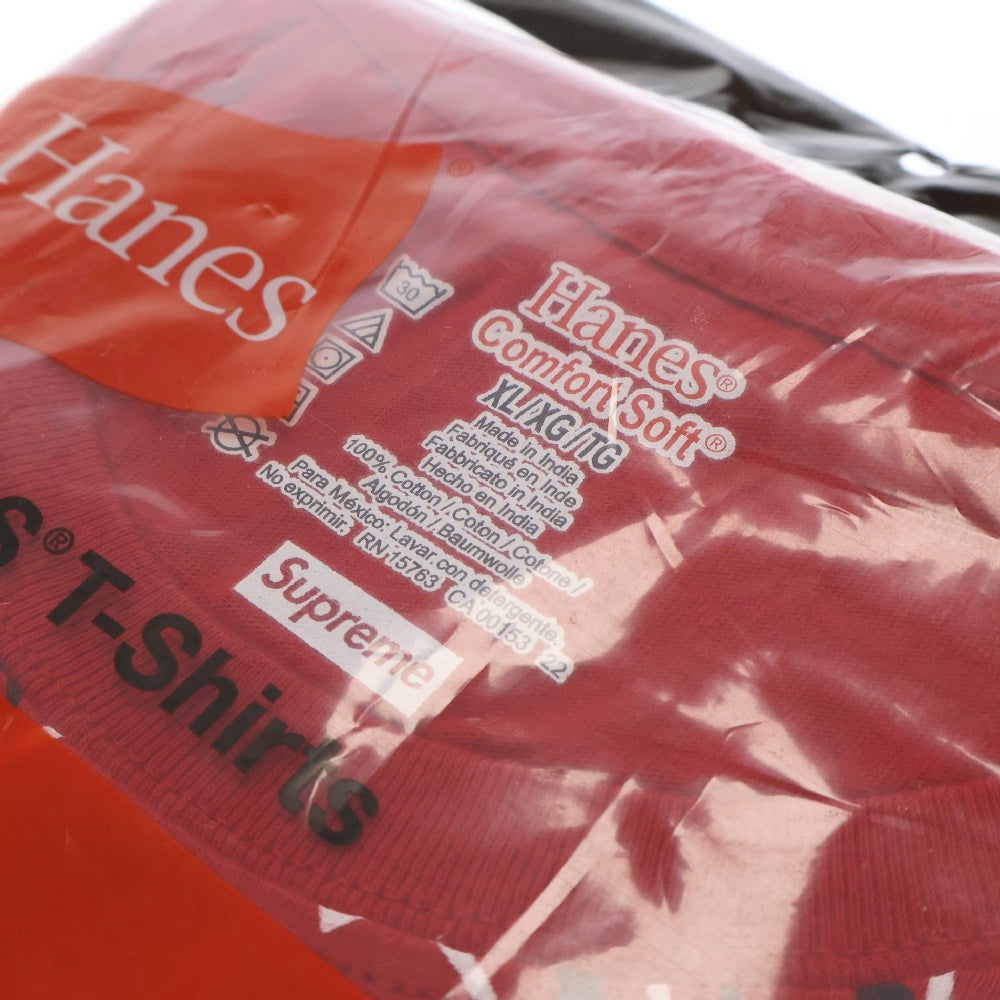 Hanes
®
30
Hanes®
ComfortSoft®
XL/XG/TG
Made in India
Fabriqué en Inde
Fabbricato in India
Hecho en India
100% Cotton / Coton / Cotone /
Algodón / Baumwolle
Para México: Lavar con detergente.
No exprimir. RN 15763 CA 00153 22
Supreme
s® T-Shirts